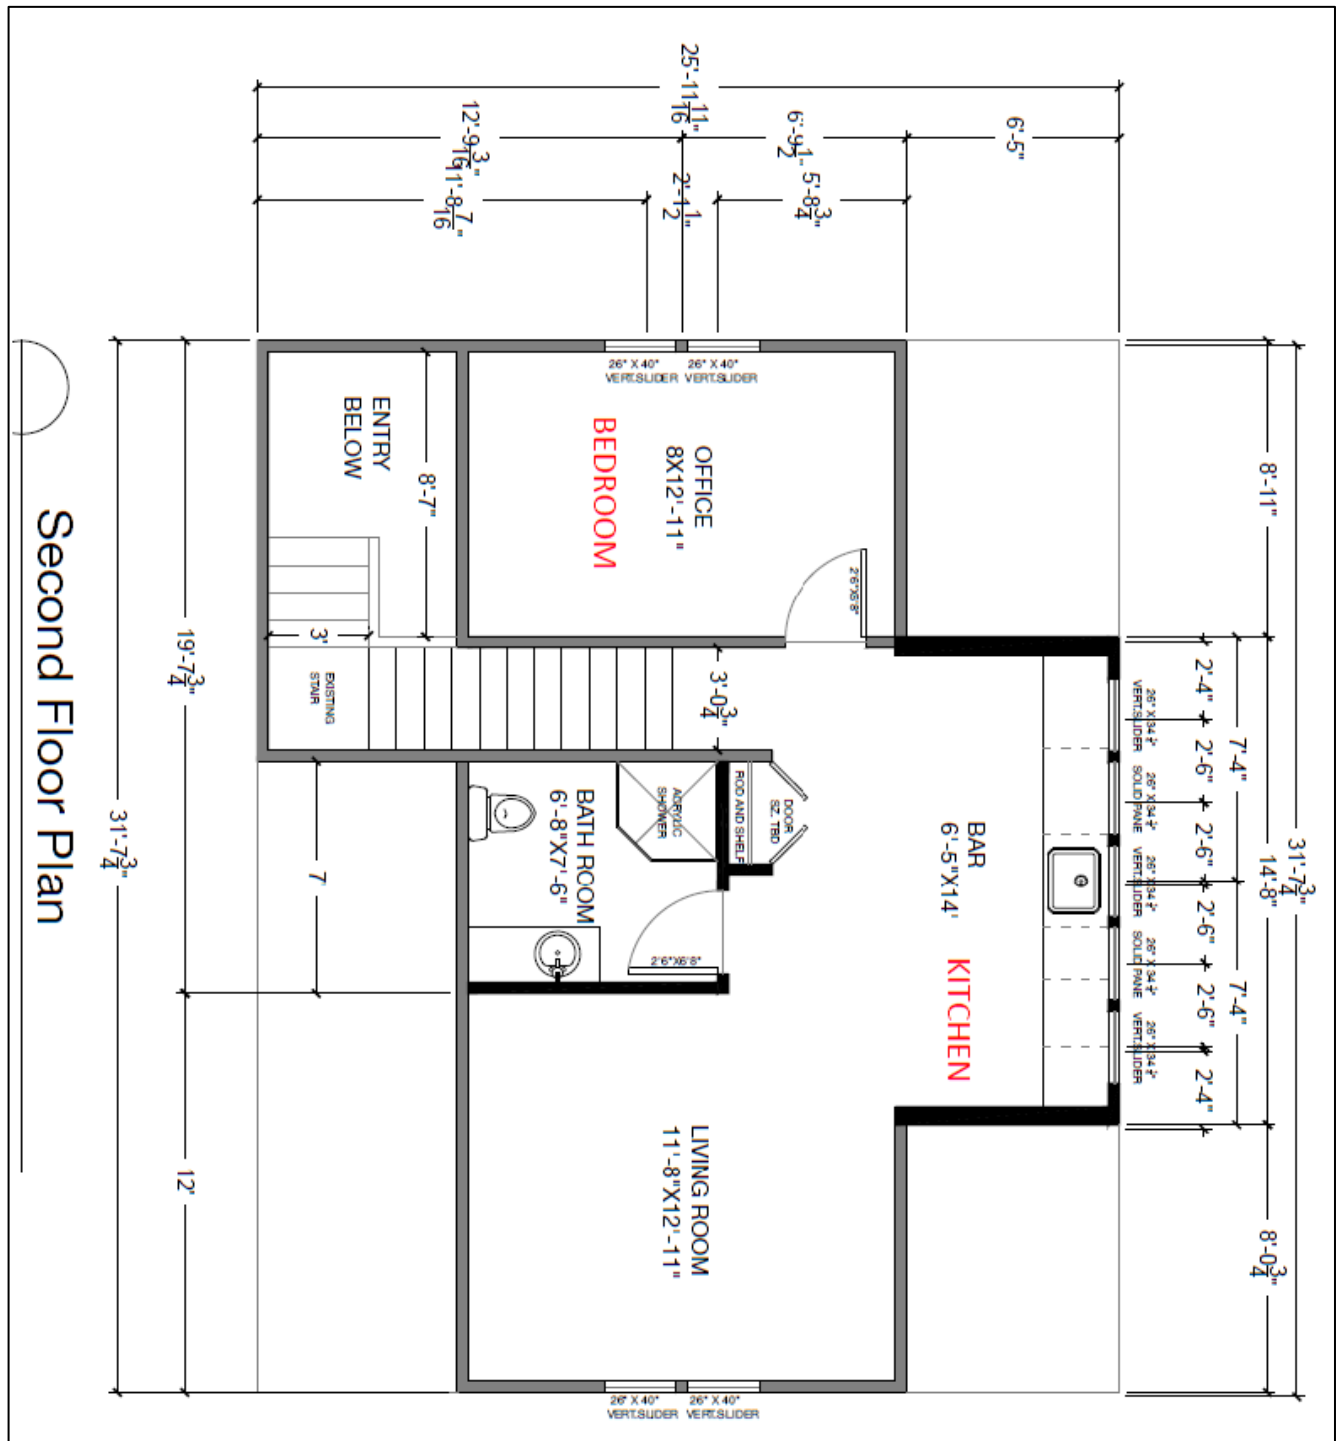 25'-11 11/16"
12'-9 3/16"
6'-9 1/2"
6'-5"
11'-8 7/16"
2'-1 1/2"
5'-8 3/4"
26" X 40"
VERT.SLIDER
26" X 40"
VERT.SLIDER
ENTRY
BELOW
8'-7"
OFFICE
8X12'-11"
BEDROOM
2'6"X6'8"
3'
EXISTING
STAIR
3'-0 3/4"
8'-11"
31'-7 3/4"
14'-8"
8'-0 3/4"
7'-4"
7'-4"
2'-4"
2'-6"
2'-6"
2'-6"
2'-6"
2'-4"
26" X 34 1/2"
VERT.SLIDER
26" X 34 1/2"
SOLID PANE
26" X 34 1/2"
VERT.SLIDER
26" X 34 1/2"
SOLID PANE
26" X 34 1/2"
VERT.SLIDER
BAR
6'-5"X14'
KITCHEN
DOOR
SZ. TBD
ROD AND SHELF
ACRYLIC
SHOWER
BATH ROOM
6'-8"X7'-6"
2'6"X6'8"
LIVING ROOM
11'-8"X12'-11"
26" X 40"
VERT.SLIDER
26" X 40"
VERT.SLIDER
7'
19'-7 3/4"
12'
31'-7 3/4"
Second Floor Plan